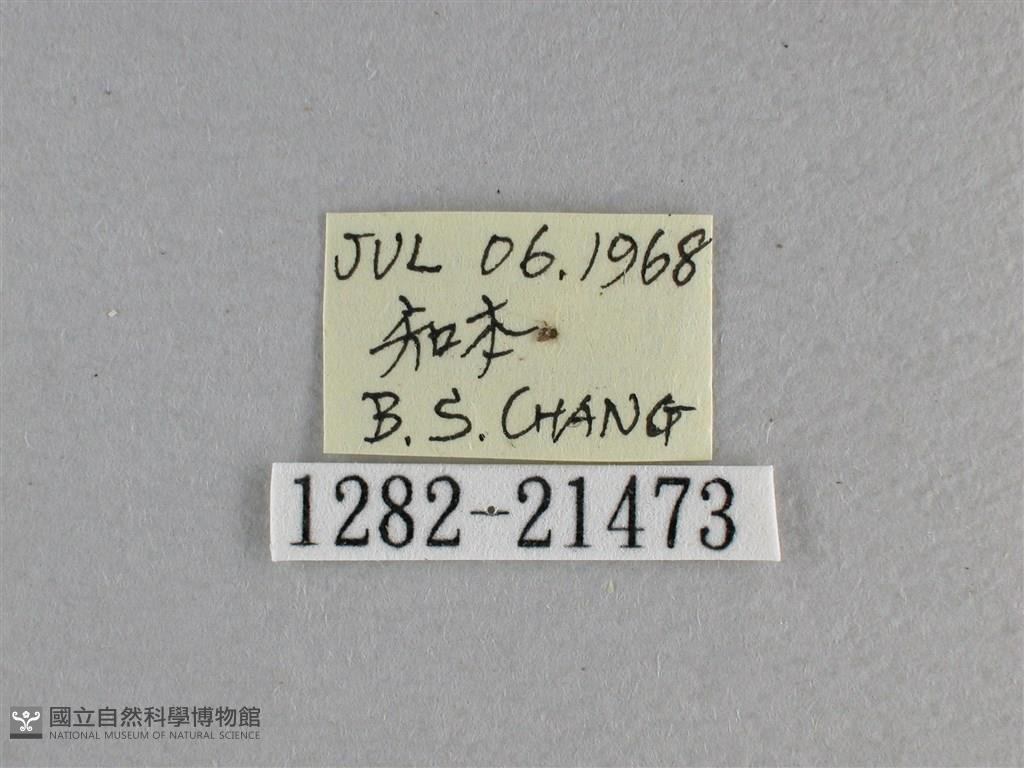 JUL 06.1968
知本
B.S.CHANG
1282-21473
國立自然科學博物館
NATIONAL MUSEUM OF NATURAL SCIENCE